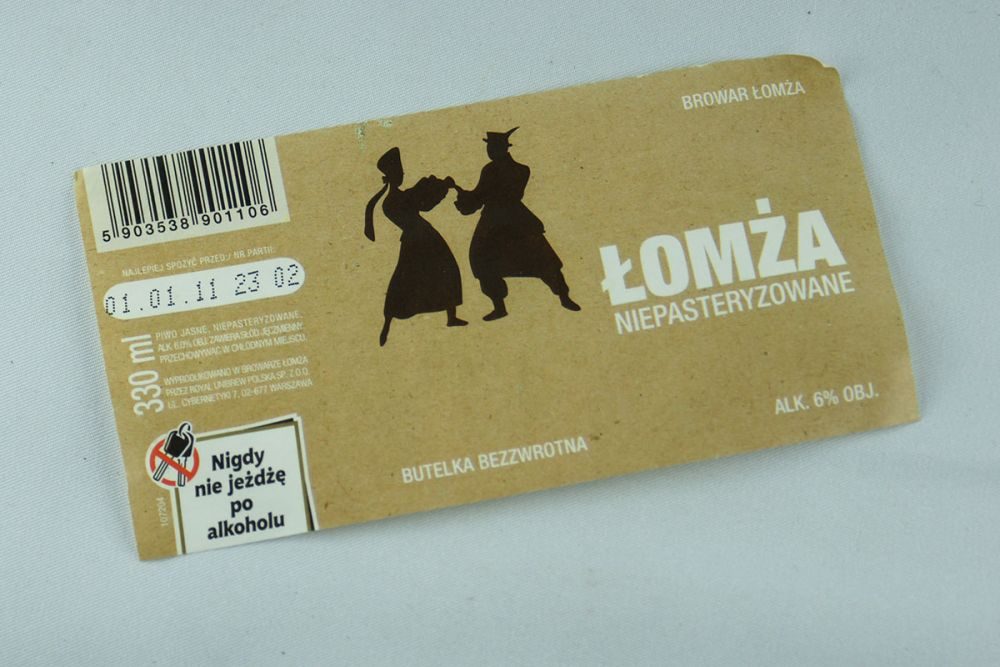 BROWAR ŁOMŻA
5 903538 901106
NAJLEPIEJ SPOŻYĆ PRZED:/ NR PARTII:
01.01.11 23 02
330 ml
PIWO JASNE, NIEPASTERYZOWANE,
ALK. 6,0% OBJ. ZAWIERA SŁÓD JĘCZMIENNY.
PRZECHOWYWAĆ W CHŁODNYM MIEJSCU.
WYPRODUKOWANO W BROWARZE ŁOMŻA
PRZEZ ROYAL UNIBREW POLSKA SP. Z O.O.
UL. CYBERNETYKI 7, 02-677 WARSZAWA
Nigdy
nie jeżdżę
po
alkoholu
107204
ŁOMŻA
NIEPASTERYZOWANE
ALK. 6% OBJ.
BUTELKA BEZZWROTNA